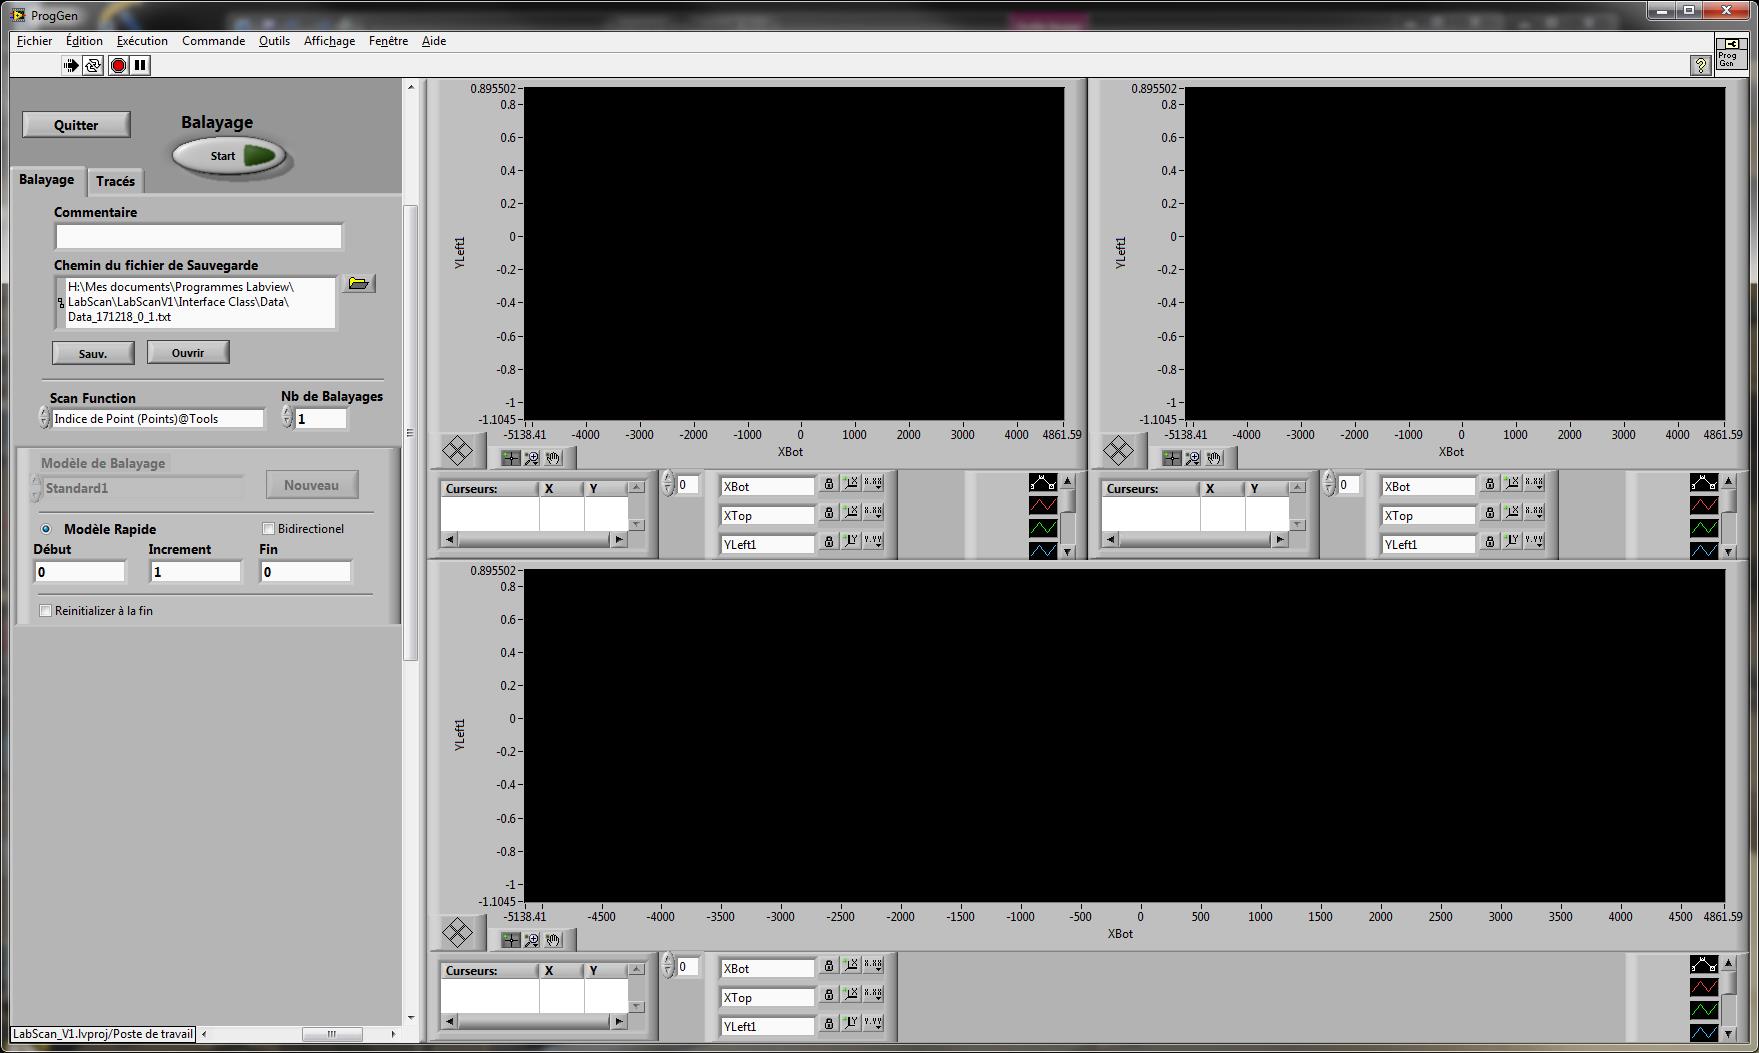 ProgGen
Fichier Édition Exécution Commande Outils Affichage Fenêtre Aide
Prog
Gen
Quitter
Balayage
Start
Balayage Tracés
Commentaire
Chemin du fichier de Sauvegarde
H:\Mes documents\Programmes Labview\
LabScan\LabScanV1\Interface Class\Data\
Data_171218_0_1.txt
Sauv. Ouvrir
Scan Function Nb de Balayages
Indice de Point (Points)@Tools 1
Modèle de Balayage
Standard1 Nouveau
Modèle Rapide Bidirectionel
Début Increment Fin
0 1 0
Reinitializer à la fin
LabScan_V1.lvproj/Poste de travail
0.895502
0.8
0.6
0.4
0.2
0
-0.2
-0.4
-0.6
-0.8
-1
-1.1045
YLeft1
-5138.41 -4000 -3000 -2000 -1000 0 1000 2000 3000 4000 4861.59
XBot
Curseurs: X Y
0
XBot
XTop
YLeft1
0.895502
0.8
0.6
0.4
0.2
0
-0.2
-0.4
-0.6
-0.8
-1
-1.1045
YLeft1
-5138.41 -4000 -3000 -2000 -1000 0 1000 2000 3000 4000 4861.59
XBot
Curseurs: X Y
0
XBot
XTop
YLeft1
0.895502
0.8
0.6
0.4
0.2
0
-0.2
-0.4
-0.6
-0.8
-1
-1.1045
YLeft1
-5138.41 -4500 -4000 -3500 -3000 -2500 -2000 -1500 -1000 -500 0 500 1000 1500 2000 2500 3000 3500 4000 4500 4861.59
XBot
Curseurs: X Y
0
XBot
XTop
YLeft1